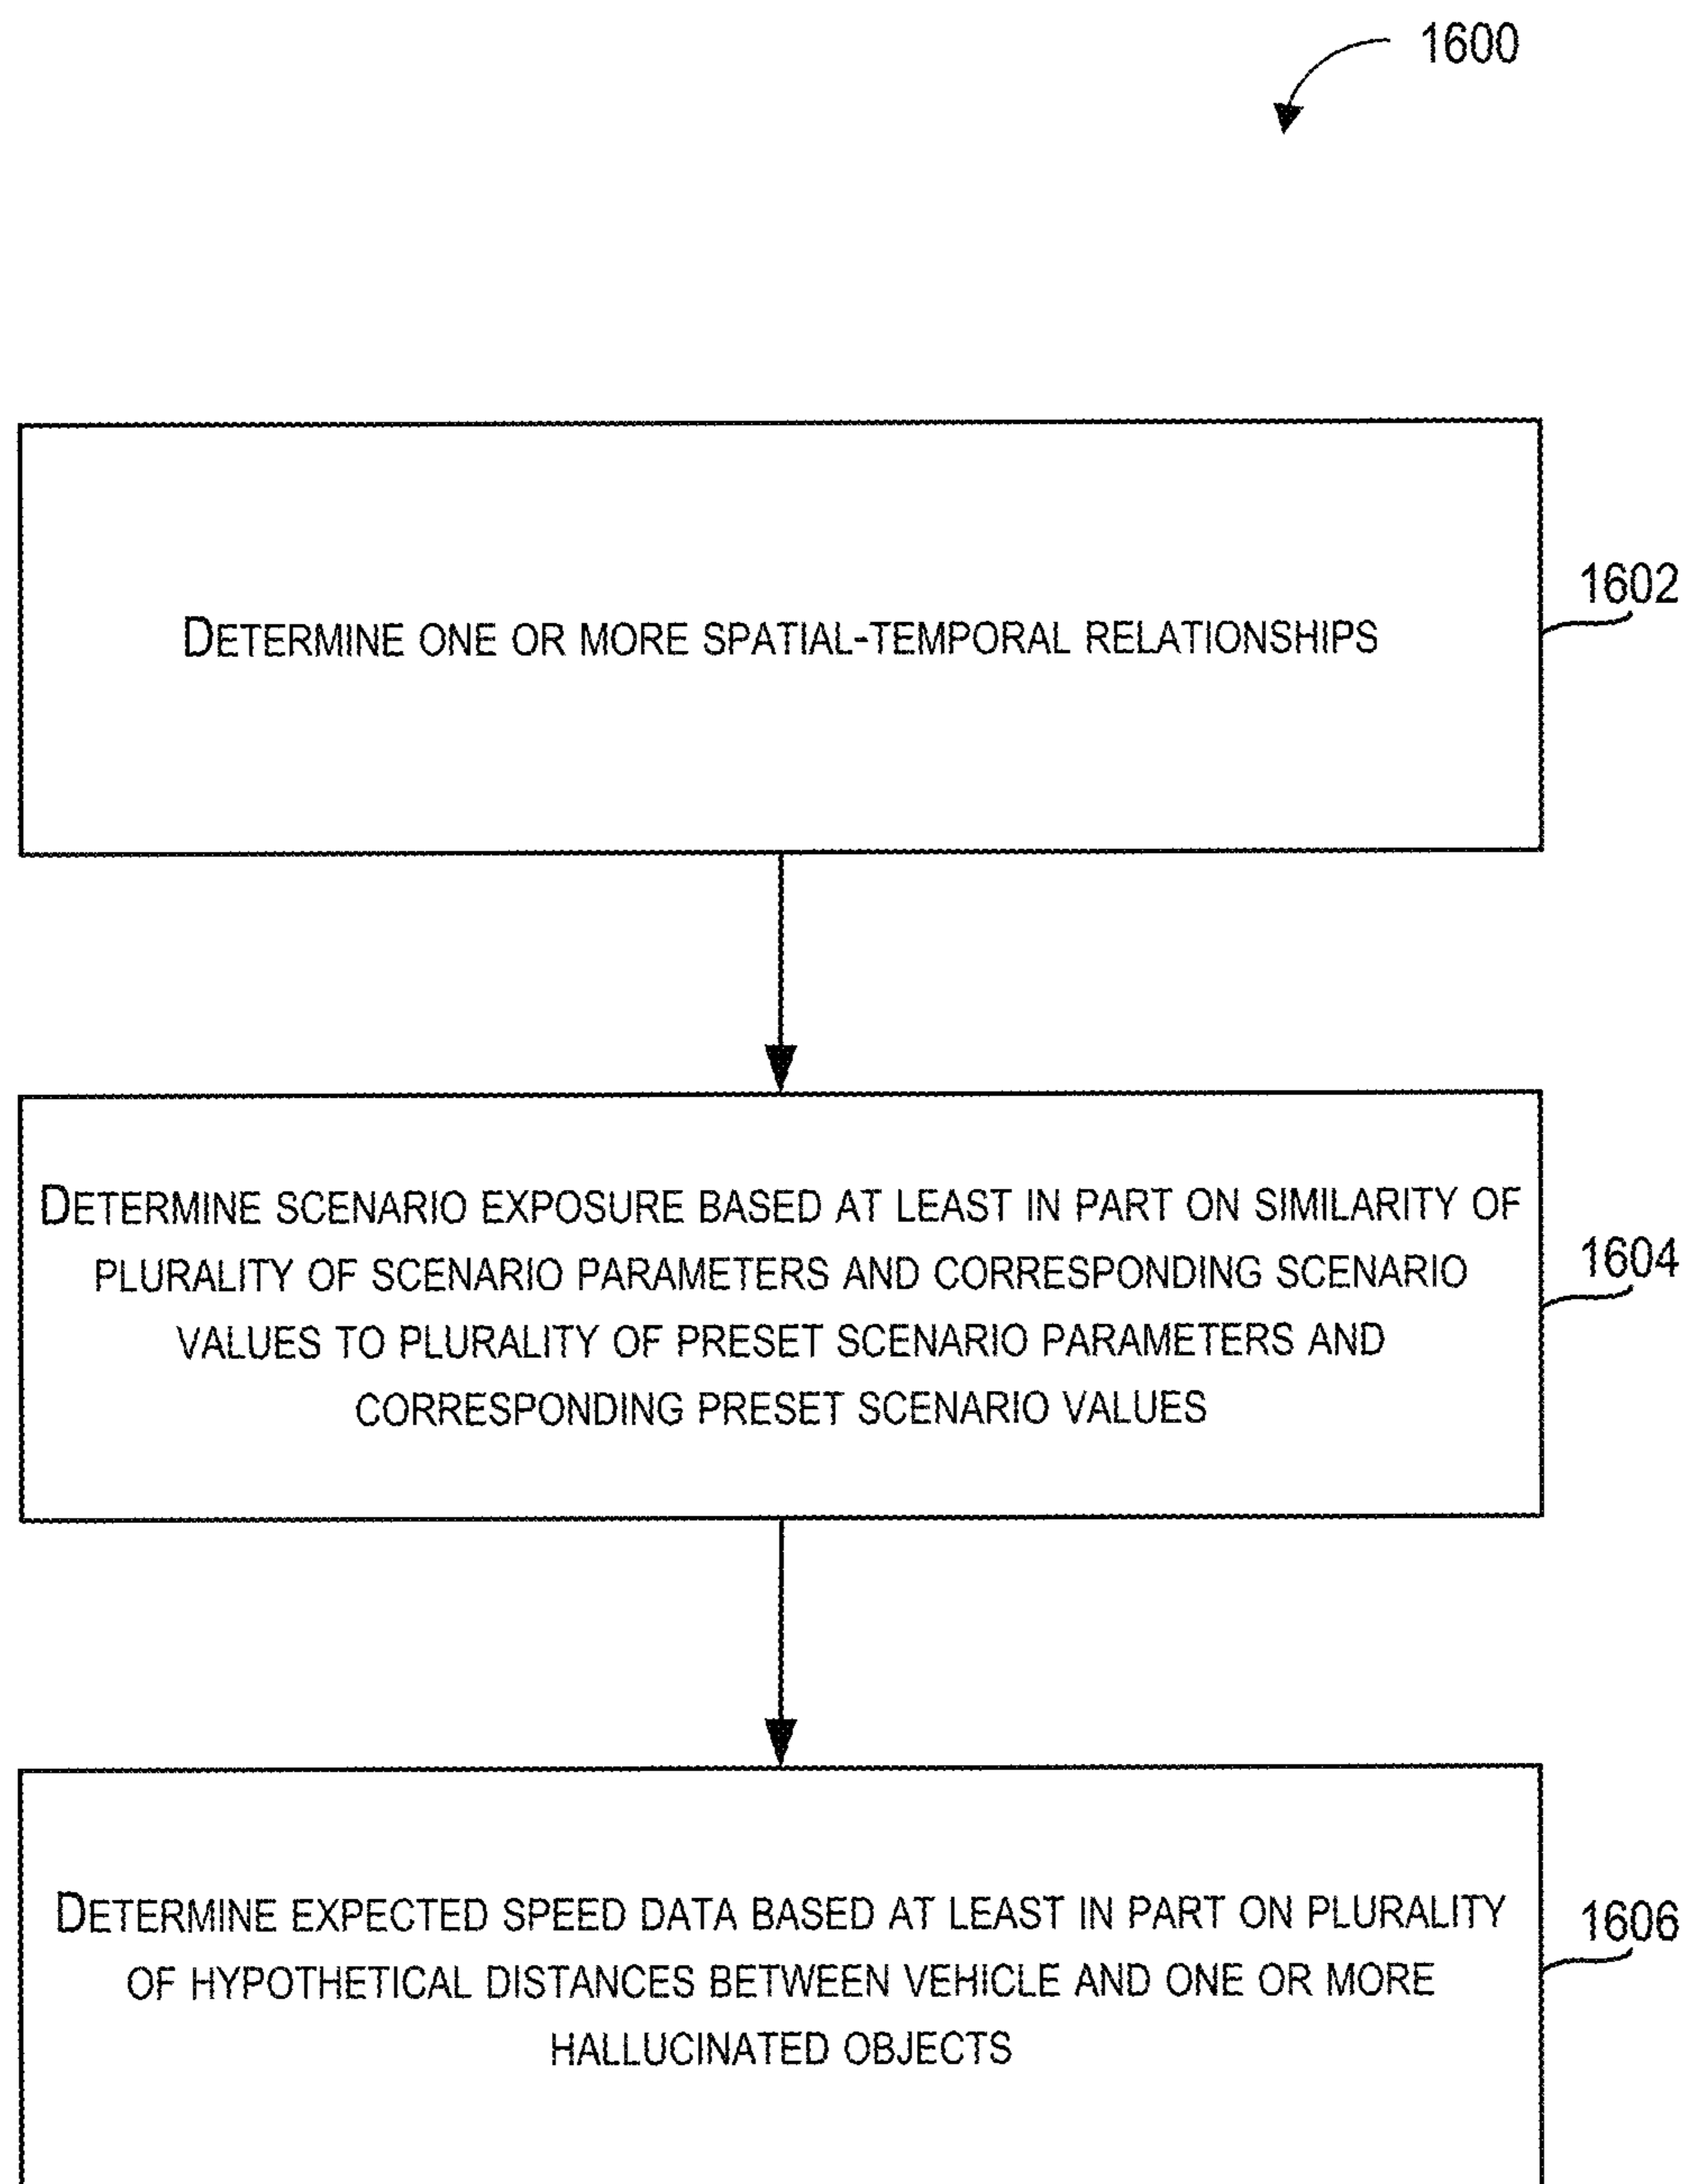 1600
DETERMINE ONE OR MORE SPATIAL-TEMPORAL RELATIONSHIPS
1602
DETERMINE SCENARIO EXPOSURE BASED AT LEAST IN PART ON SIMILARITY OF
PLURALITY OF SCENARIO PARAMETERS AND CORRESPONDING SCENARIO
VALUES TO PLURALITY OF PRESET SCENARIO PARAMETERS AND
CORRESPONDING PRESET SCENARIO VALUES
1604
DETERMINE EXPECTED SPEED DATA BASED AT LEAST IN PART ON PLURALITY
OF HYPOTHETICAL DISTANCES BETWEEN VEHICLE AND ONE OR MORE
HALLUCINATED OBJECTS
1606